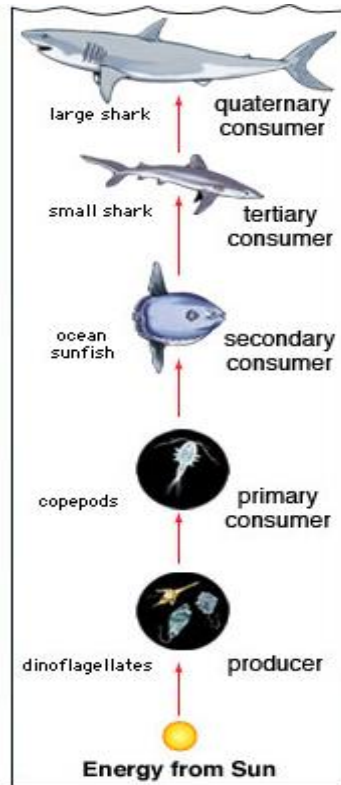 large shark
quaternary
consumer
small shark
tertiary
consumer
ocean
sunfish
secondary
consumer
copepods
primary
consumer
dinoflagellates
producer
Energy from Sun